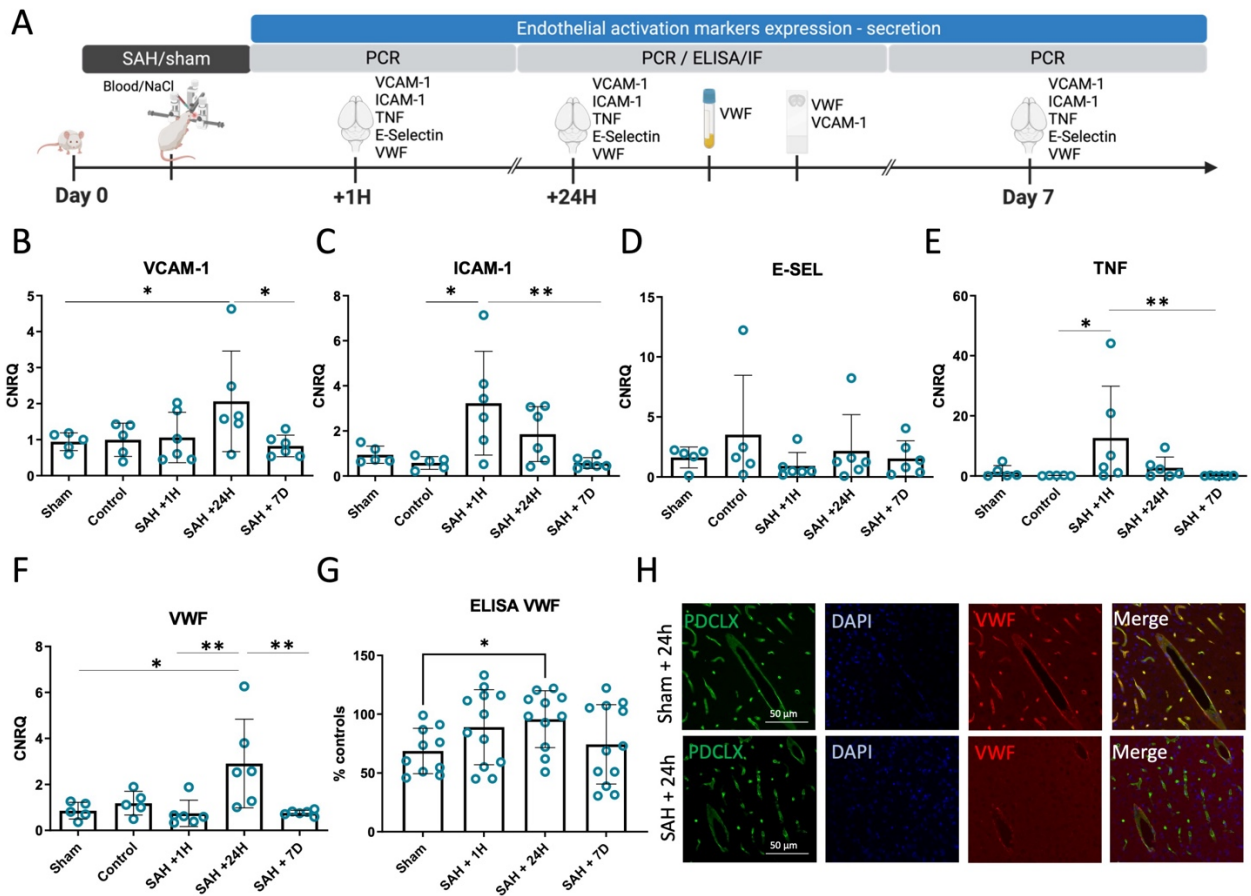 A
Endothelial activation markers expression - secretion
SAH/sham
PCR
PCR / ELISA/IF
PCR
Blood/NaCl
VCAM-1
ICAM-1
TNF
E-Selectin
VWF
VCAM-1
ICAM-1
TNF
E-Selectin
VWF
VWF
VWF
VCAM-1
VCAM-1
ICAM-1
TNF
E-Selectin
VWF
Day 0
+1H
+24H
Day 7
B
VCAM-1
CNRQ
5
4
3
2
1
0
*
*
Sham
Control
SAH +1H
SAH +24H
SAH + 7D
C
ICAM-1
CNRQ
8
6
4
2
0
*
**
Sham
Control
SAH +1H
SAH +24H
SAH + 7D
D
E-SEL
CNRQ
15
10
5
0
Sham
Control
SAH +1H
SAH +24H
SAH + 7D
E
TNF
CNRQ
60
40
20
0
*
**
Sham
Control
SAH +1H
SAH +24H
SAH + 7D
F
VWF
CNRQ
8
6
4
2
0
*
**
**
Sham
Control
SAH +1H
SAH +24H
SAH + 7D
G
ELISA VWF
% controls
150
100
50
0
*
Sham
SAH + 1H
SAH + 24H
SAH + 7D
H
Sham + 24h
PDCLX
DAPI
VWF
Merge
50 µm
SAH + 24h
PDCLX
DAPI
VWF
Merge
50 µm